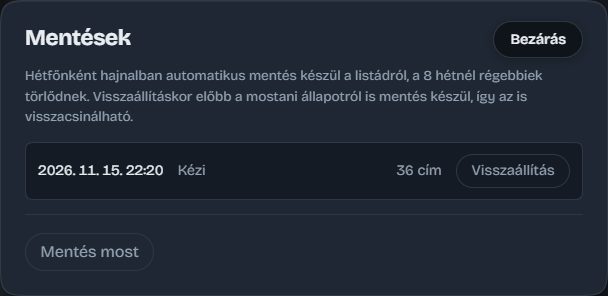 Mentések
Bezárás
Hétfőnként hajnalban automatikus mentés készül a listádról, a 8 hétnél régebbiek
törlődnek. Visszaállításkor előbb a mostani állapotról is mentés készül, így az is
visszacsinálható.
2026. 11. 15. 22:20 Kézi 36 cím Visszaállítás
Mentés most